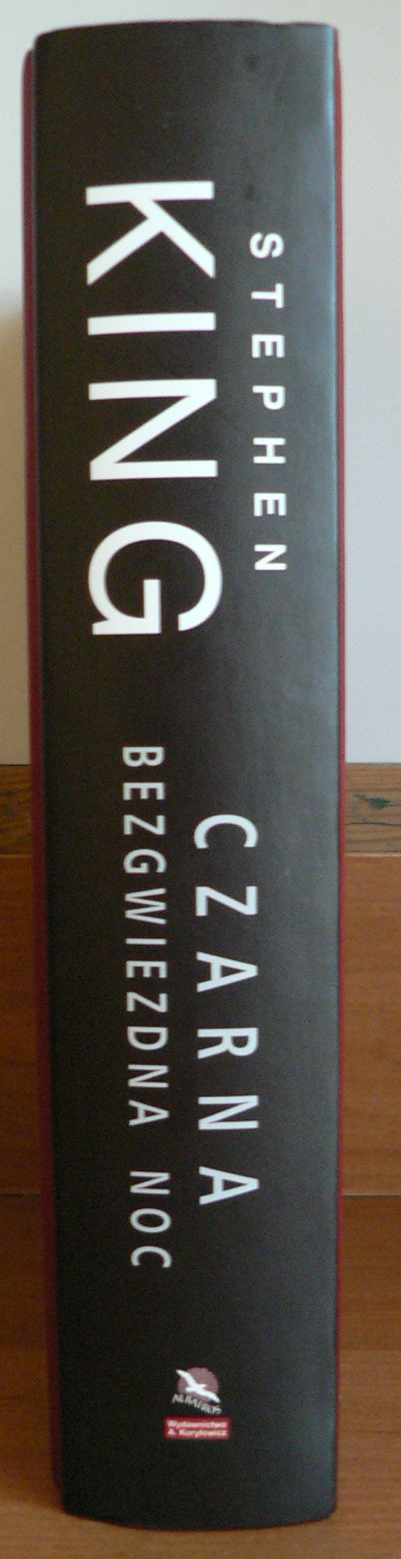 STEPHEN
KING
CZARNA
BEZGWIEZDNA NOC
ALBATROS
Wydawnictwo
A. Kuryłowicz